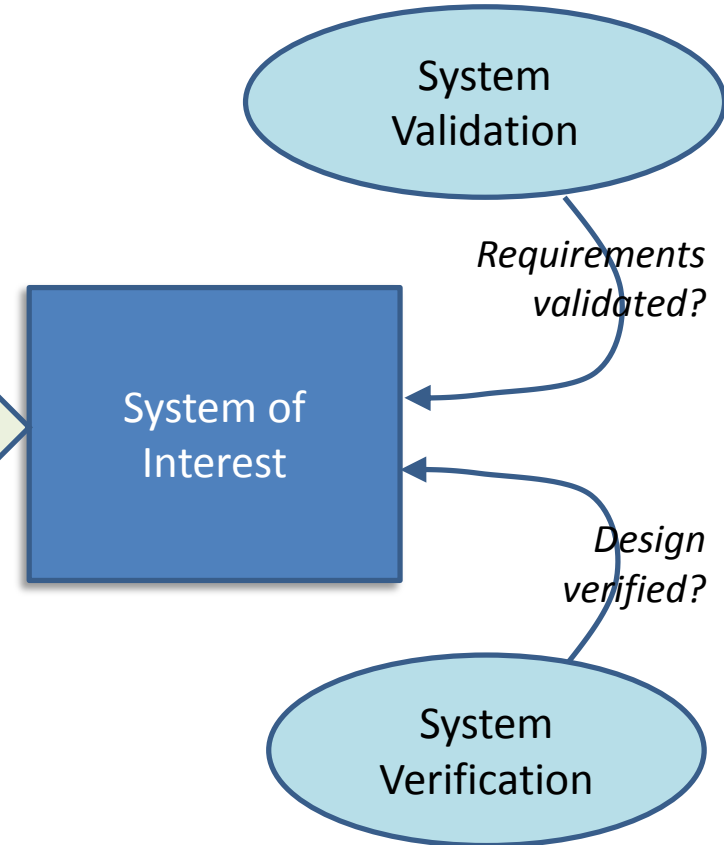 System
Validation
Requirements
validated?
System of
Interest
Design
verified?
System
Verification